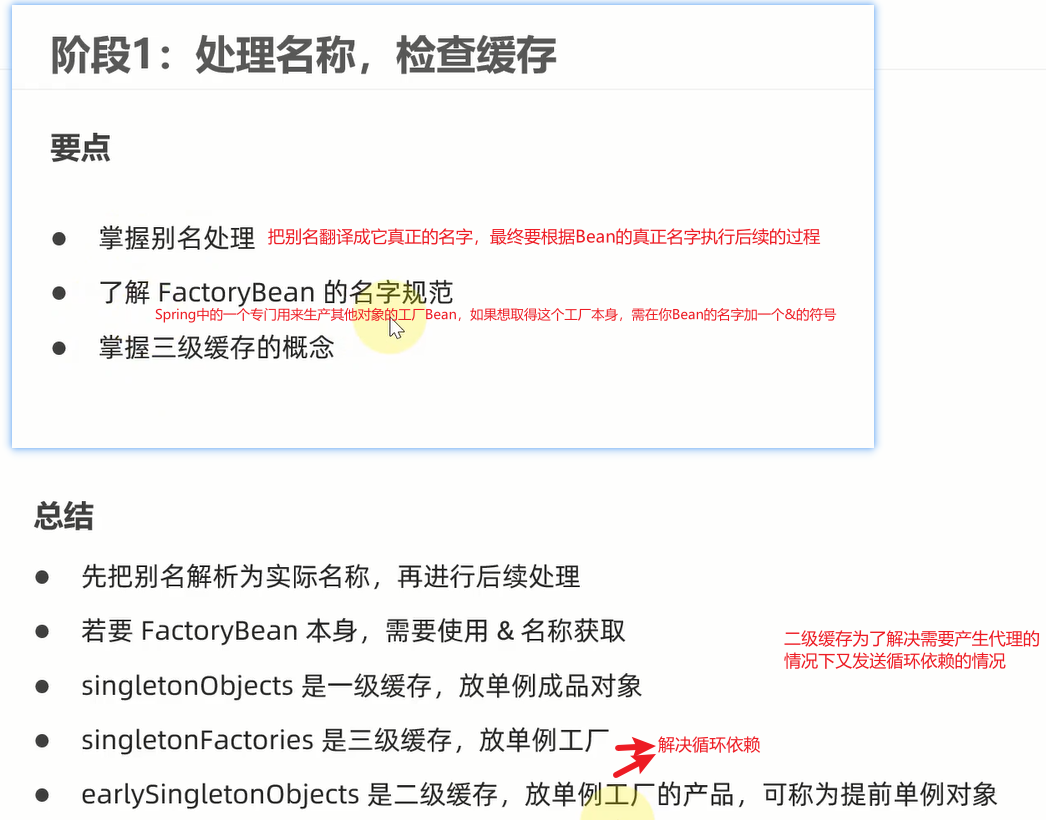 阶段1：处理名称，检查缓存
要点
掌握别名处理 把别名翻译成它真正的名字，最终要根据Bean的真正名字执行后续的过程
了解 FactoryBean 的名字规范
Spring中的一个专门用来生产其他对象的工厂Bean，如果想取得这个工厂本身，需在你Bean的名字加一个&的符号
掌握三级缓存的概念
总结
先把别名解析为实际名称，再进行后续处理
若要 FactoryBean 本身，需要使用 & 名称获取
二级缓存为了解决需要产生代理的
情况下又发送循环依赖的情况
singletonObjects 是一级缓存，放单例成品对象
singletonFactories 是三级缓存，放单例工厂 解决循环依赖
earlySingletonObjects 是二级缓存，放单例工厂的产品，可称为提前单例对象